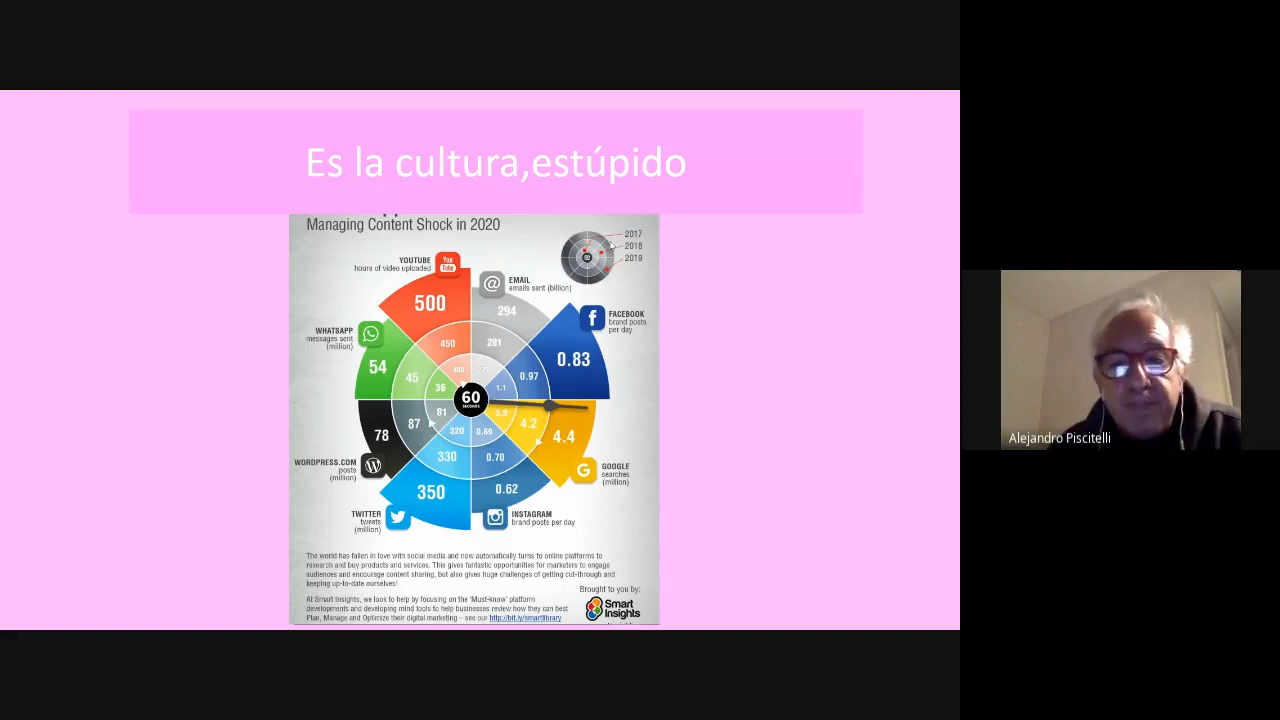 Es la cultura,estúpido
Managing Content Shock in 2020
2017
2018
2019
YOUTUBE
hours of video uploaded
You
Tube
500
450
400
@
EMAIL
emails sent (billion)
294
281
FACEBOOK
brand posts
per day
0.83
0.97
1.1
WHATSAPP
messages sent
(million)
54
45
36
60
SECONDS
78
87
81
WORDPRESS.COM
posts
(million)
3.8
4.2
4.4
GOOGLE
searches
(million)
320
330
350
TWITTER
tweets
(million)
0.69
0.70
0.62
INSTAGRAM
brand posts per day
The world has fallen in love with social media and now automatically turns to online platforms to
research and buy products and services. This gives fantastic opportunities for marketers to engage
audiences and encourage content sharing, but also gives huge challenges of getting cut-through and
keeping up-to-date ourselves!
At Smart Insights, we look to help by focusing on the 'Must-know' platform
developments and developing mind tools to help businesses review how they can best
Plan, Manage and Optimize their digital marketing – see our http://bit.ly/smartlibrary
Brought to you by:
Smart
Insights
Alejandro Piscitelli